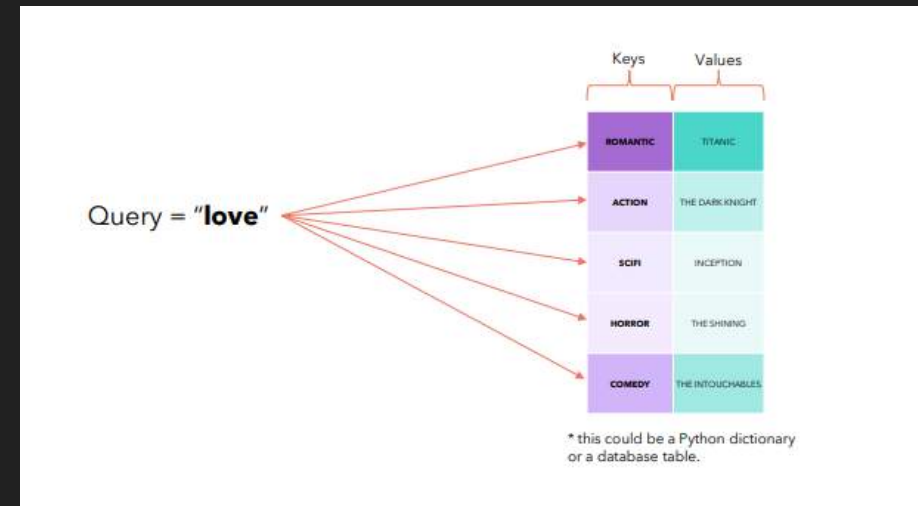 Keys Values
Query = "love"
ROMANTIC TITANIC
ACTION THE DARK KNIGHT
SCIFI INCEPTION
HORROR THE SHINING
COMEDY THE INTOUCHABLES
* this could be a Python dictionary
or a database table.